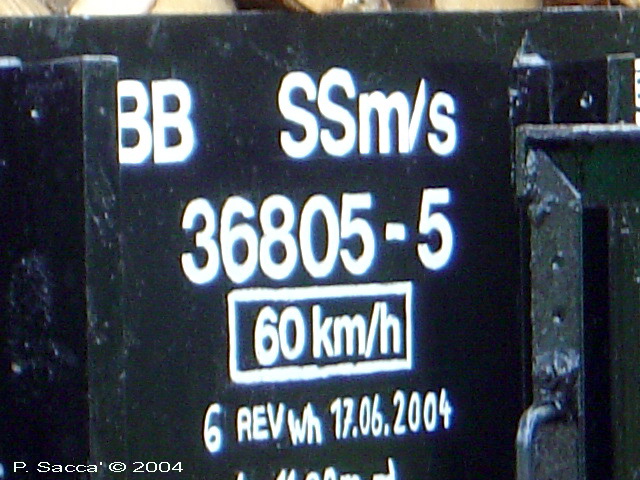 BB SSm/s
36805-5
60 km/h
6 REV Wh 17.06.2004
P. Sacca' © 2004